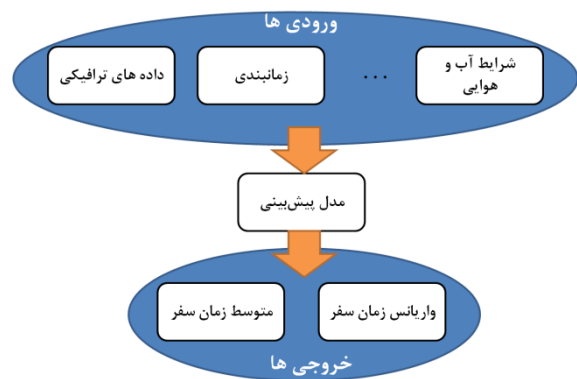 ورودی ها
شرایط آب و
هوایی
. . .
زمانبندی
داده های ترافیکی
مدل پیش‌بینی
واریانس زمان سفر
متوسط زمان سفر
خروجی ها